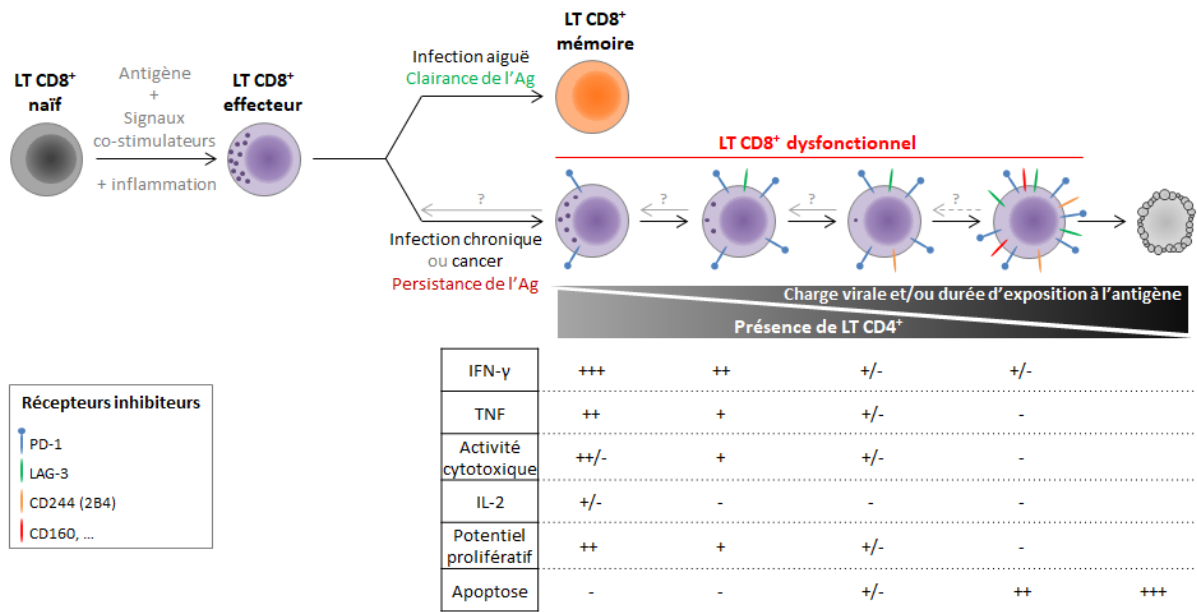 LT CD8⁺
naïf
Antigène
+
Signaux
co-stimulateurs
+ inflammation
LT CD8⁺
effecteur
Infection aiguë
Clairance de l'Ag
LT CD8⁺
mémoire
LT CD8⁺ dysfonctionnel
?
?
?
?
Infection chronique
ou cancer
Persistance de l'Ag
Charge virale et/ou durée d'exposition à l'antigène
Présence de LT CD4⁺
IFN-γ +++ ++ +/- +/-
TNF ++ + +/- -
Activité
cytotoxique ++/- + +/- -
IL-2 +/- - - -
Potentiel
prolifératif ++ + +/- -
Apoptose - - +/- ++ +++
Récepteurs inhibiteurs
PD-1
LAG-3
CD244 (2B4)
CD160, ...